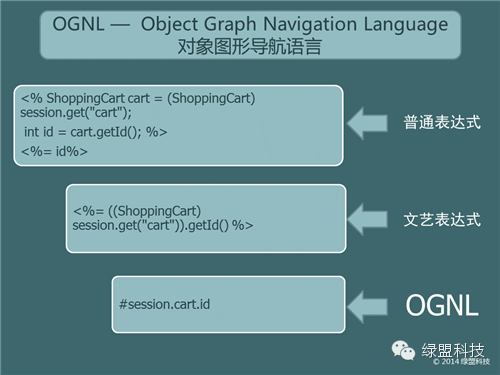 OGNL — Object Graph Navigation Language
对象图形导航语言
<% ShoppingCart cart = (ShoppingCart)
session.get("cart");
int id = cart.getId(); %>
<%= id%>
普通表达式
<%= ((ShoppingCart)
session.get("cart")).getId() %>
文艺表达式
#session.cart.id
OGNL
绿盟科技
© 2014 绿盟科技